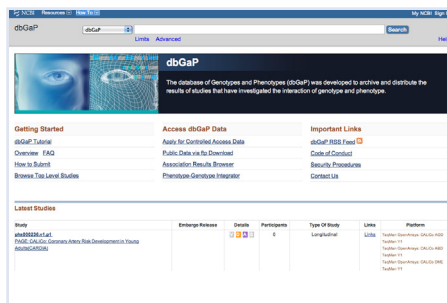 NCBI Resources How To My NCBI Sign
dbGaP dbGaP Search
Limits Advanced Hel
dbGaP
The database of Genotypes and Phenotypes (dbGaP) was developed to archive and distribute the
results of studies that have investigated the interaction of genotype and phenotype.
Getting Started Access dbGaP Data Important Links
dbGaP Tutorial Apply for Controlled Access Data dbGaP RSS Feed
Overview FAQ Public Data via ftp Download Code of Conduct
How to Submit Association Results Browser Security Procedures
Browse Top Level Studies Phenotype-Genotype Integrator Contact Us
Latest Studies
Study Embargo Release Details Participants Type Of Study Links Platform
phs000236.v1.p1 0 Longitudinal Links
PAGE: CALiCo: Coronary Artery Risk Development in Young
Adults(CARDIA)